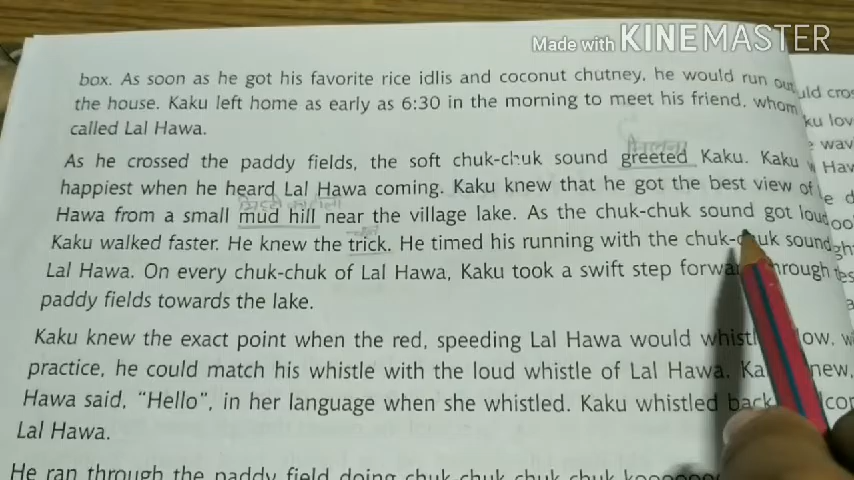 Made with KINEMASTER
box. As soon as he got his favorite rice idlis and coconut chutney, he would run out
the house. Kaku left home as early as 6:30 in the morning to meet his friend, whom
called Lal Hawa.
मिलना
As he crossed the paddy fields, the soft chuk-chuk sound greeted Kaku. Kaku
happiest when he heard Lal Hawa coming. Kaku knew that he got the best view of
Hawa from a small mud hill near the village lake. As the chuk-chuk sound got loud
Kaku walked faster. He knew the trick. He timed his running with the chuk-chuk sound
Lal Hawa. On every chuk-chuk of Lal Hawa, Kaku took a swift step forward through
paddy fields towards the lake.
Kaku knew the exact point when the red, speeding Lal Hawa would whistle
practice, he could match his whistle with the loud whistle of Lal Hawa.
Hawa said, “Hello”, in her language when she whistled. Kaku whistled back
Lal Hawa.
He ran through the paddy field doing chuk chuk chuk chuk